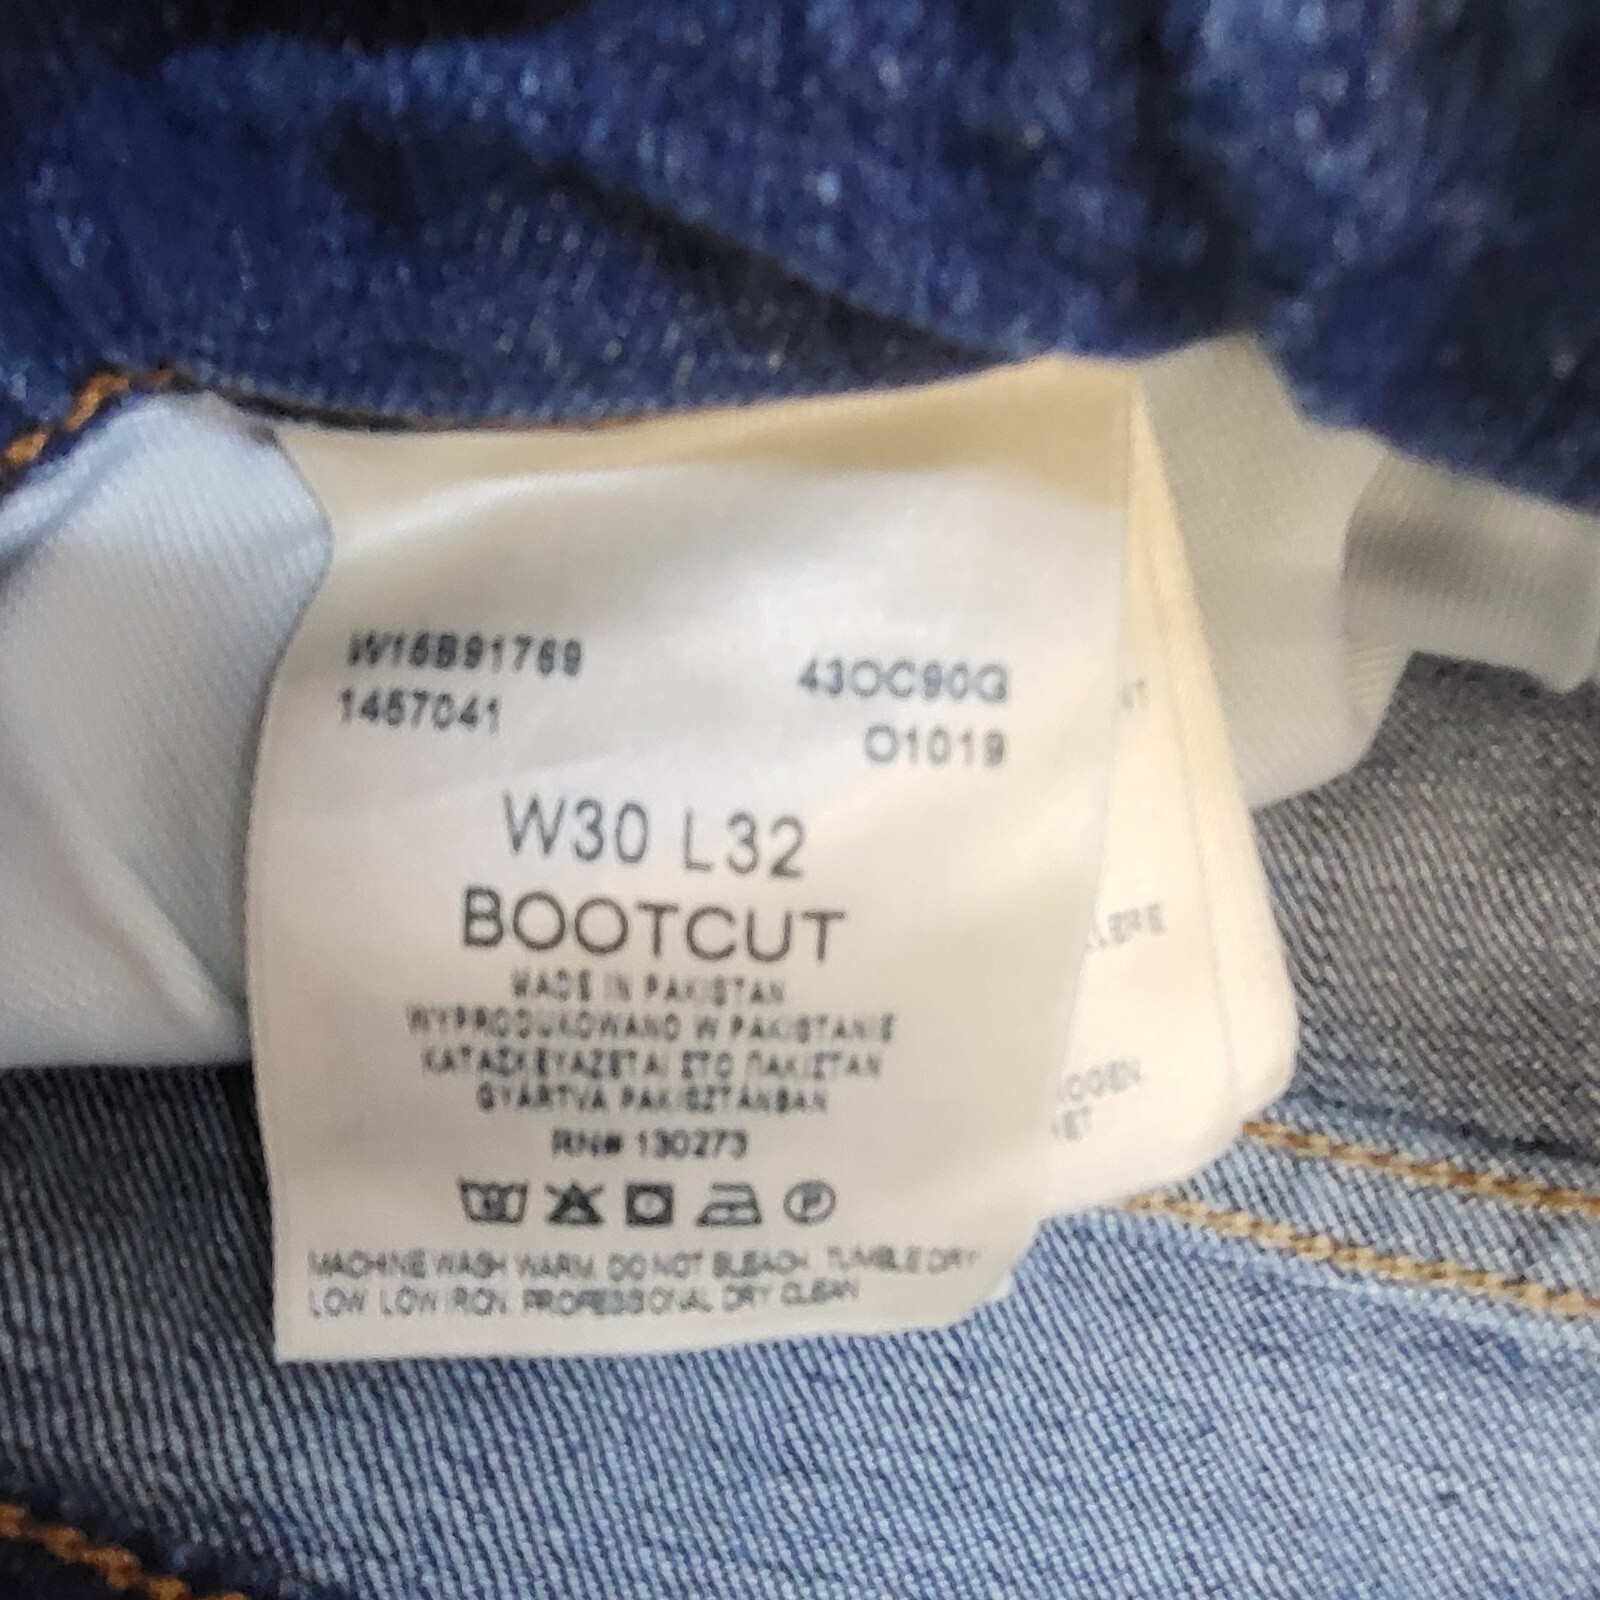 W15B91769 43OC90G
1457041 O1019
W30 L32
BOOTCUT
MADE IN PAKISTAN
WYPRODUKOWANO W PAKISTANIE
ΚΑΤΑΣΚΕΥΑΖΕΤΑΙ ΣΤΟ ΠΑΚΙΣΤΑΝ
GYÁRTVA PAKISZTÁNBAN
RN# 130273
MACHINE WASH WARM. DO NOT BLEACH. TUMBLE DRY
LOW. LOW IRON. PROFESSIONAL DRY CLEAN